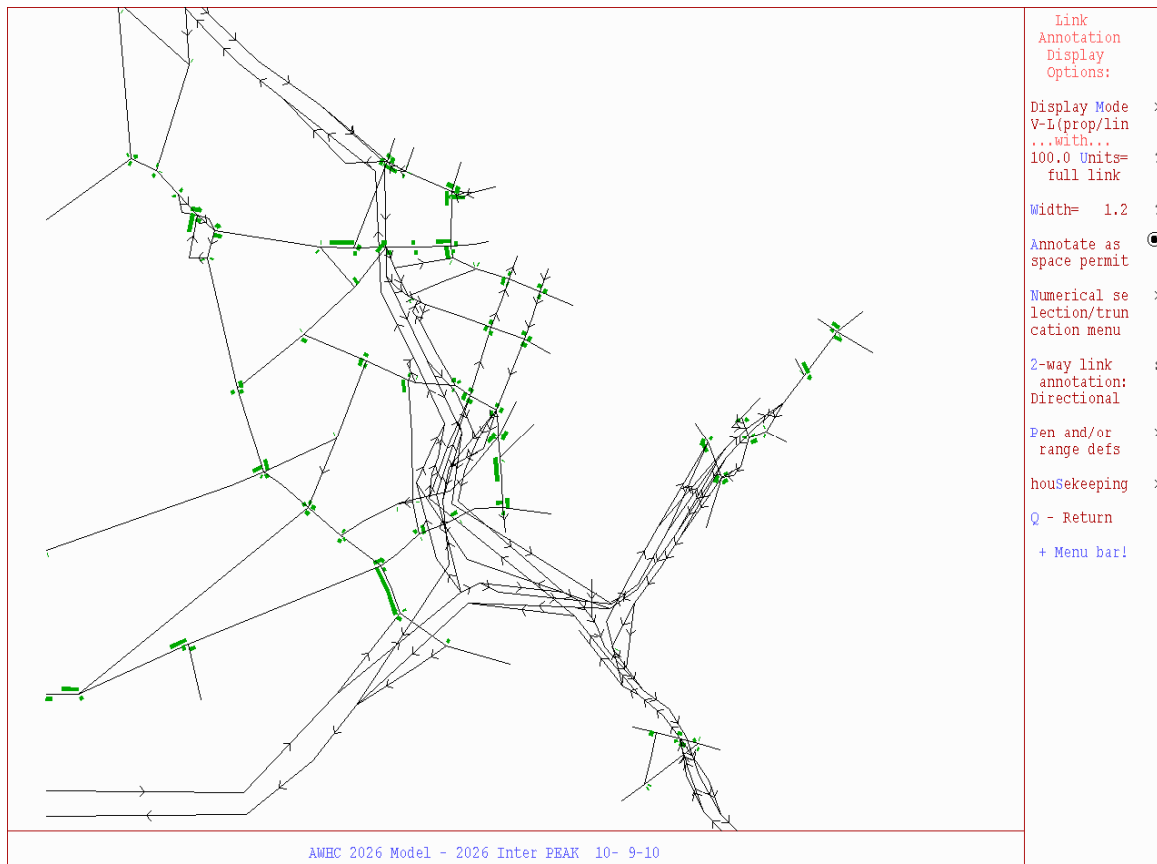 Link
Annotation
Display
Options:
Display Mode
V-L(prop/lin
...with...
100.0 Units=
full link
Width= 1.2
Annotate as
space permit
Numerical se
lection/trun
cation menu
2-way link
annotation:
Directional
Pen and/or
range defs
houSekeeping
Q - Return
+ Menu bar!
AWHC 2026 Model - 2026 Inter PEAK 10- 9-10